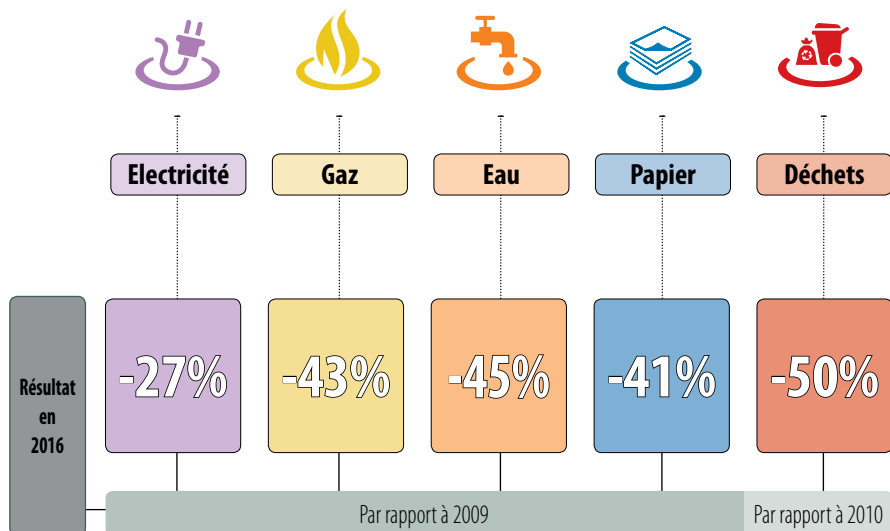 Electricité
Gaz
Eau
Papier
Déchets
Résultat
en
2016
-27%
-43%
-45%
-41%
-50%
Par rapport à 2009
Par rapport à 2010